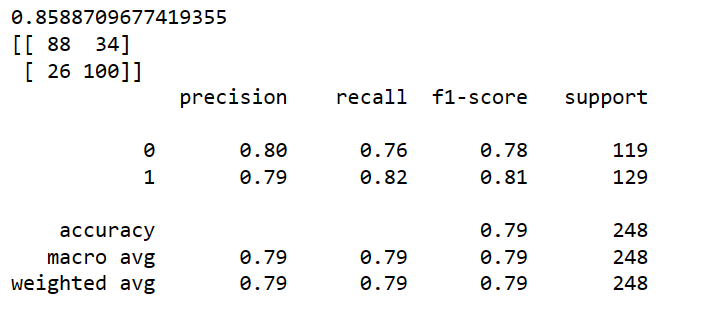 0.8588709677419355
[[ 88  34]
 [ 26 100]]
              precision    recall  f1-score   support

           0       0.80      0.76      0.78       119
           1       0.79      0.82      0.81       129

    accuracy                           0.79       248
   macro avg       0.79      0.79      0.79       248
weighted avg       0.79      0.79      0.79       248